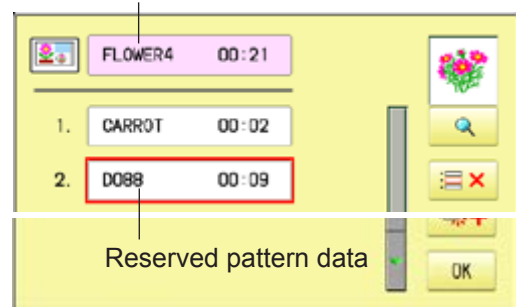 FLOWER4 00:21
1. CARROT 00:02
2. D088 00:09
Reserved pattern data
OK